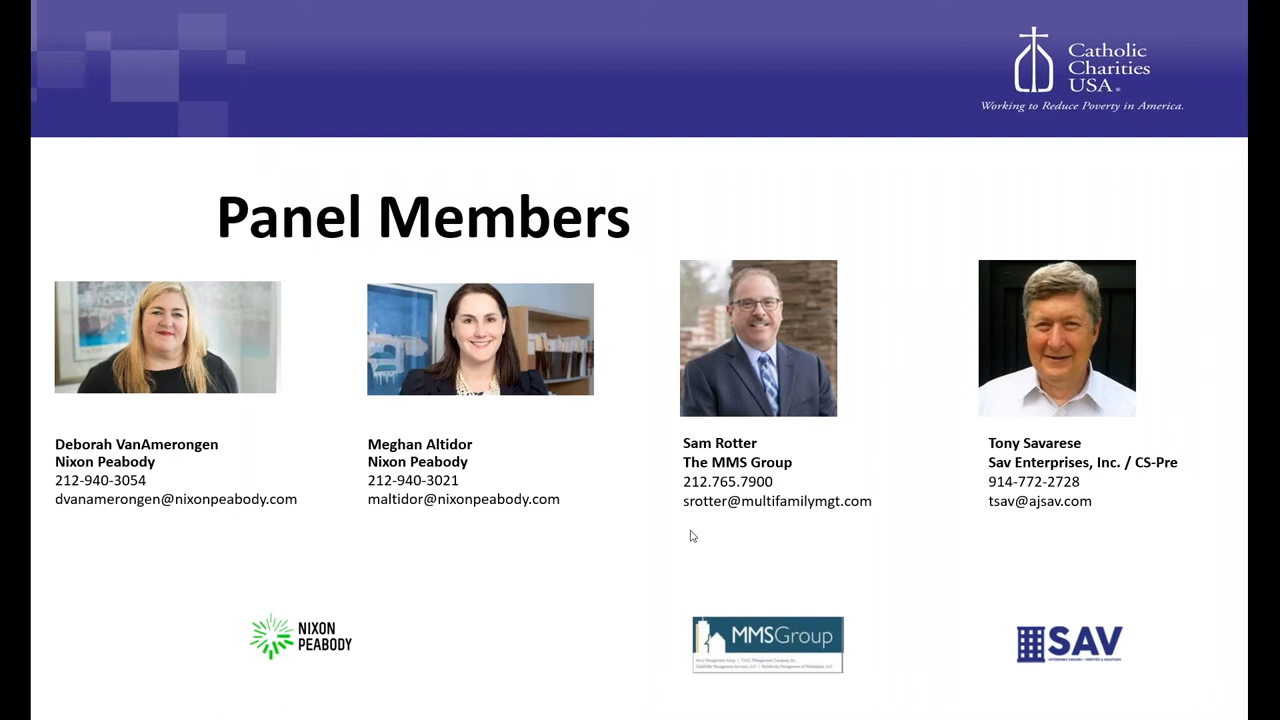 Catholic
Charities
USA®
Working to Reduce Poverty in America.
Panel Members
Deborah VanAmerongen
Nixon Peabody
212-940-3054
dvanamerongen@nixonpeabody.com
Meghan Altidor
Nixon Peabody
212-940-3021
maltidor@nixonpeabody.com
Sam Rotter
The MMS Group
212.765.7900
srotter@multifamilymgt.com
Tony Savarese
Sav Enterprises, Inc. / CS-Pre
914-772-2728
tsav@ajsav.com
NIXON
PEABODY
MMSGroup
SAV